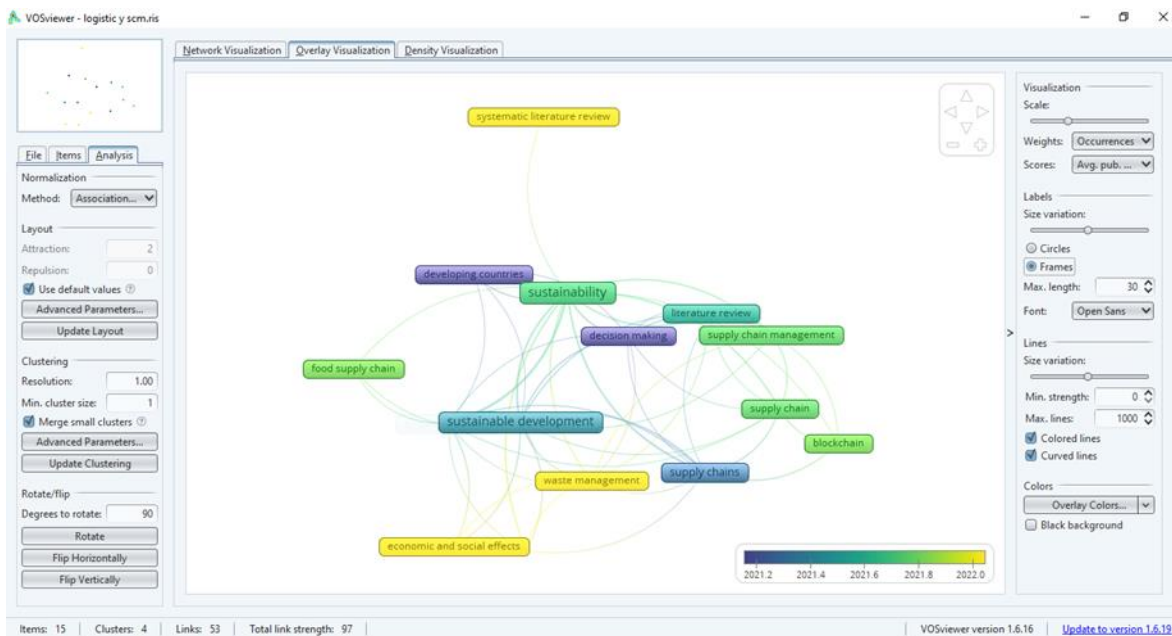 VOSviewer - logistic y scm.ris
Network Visualization Overlay Visualization Density Visualization
File Items Analysis
Normalization
Method: Association...
Layout
Attraction: 2
Repulsion: 0
Use default values
Advanced Parameters...
Update Layout
Clustering
Resolution: 1.00
Min. cluster size: 1
Merge small clusters
Advanced Parameters...
Update Clustering
Rotate/flip
Degrees to rotate: 90
Rotate
Flip Horizontally
Flip Vertically
systematic literature review
developing countries
sustainability
literature review
decision making
supply chain management
food supply chain
supply chain
sustainable development
blockchain
supply chains
waste management
economic and social effects
2021.2 2021.4 2021.6 2021.8 2022.0
>
Visualization
Scale:
Weights: Occurrences
Scores: Avg. pub. ...
Labels
Size variation:
Circles
Frames
Max. length: 30
Font: Open Sans
Lines
Size variation:
Min. strength: 0
Max. lines: 1000
Colored lines
Curved lines
Colors
Overlay Colors...
Black background
Items: 15 | Clusters: 4 | Links: 53 | Total link strength: 97 |
VOSviewer version 1.6.16 | Update to version 1.6.19